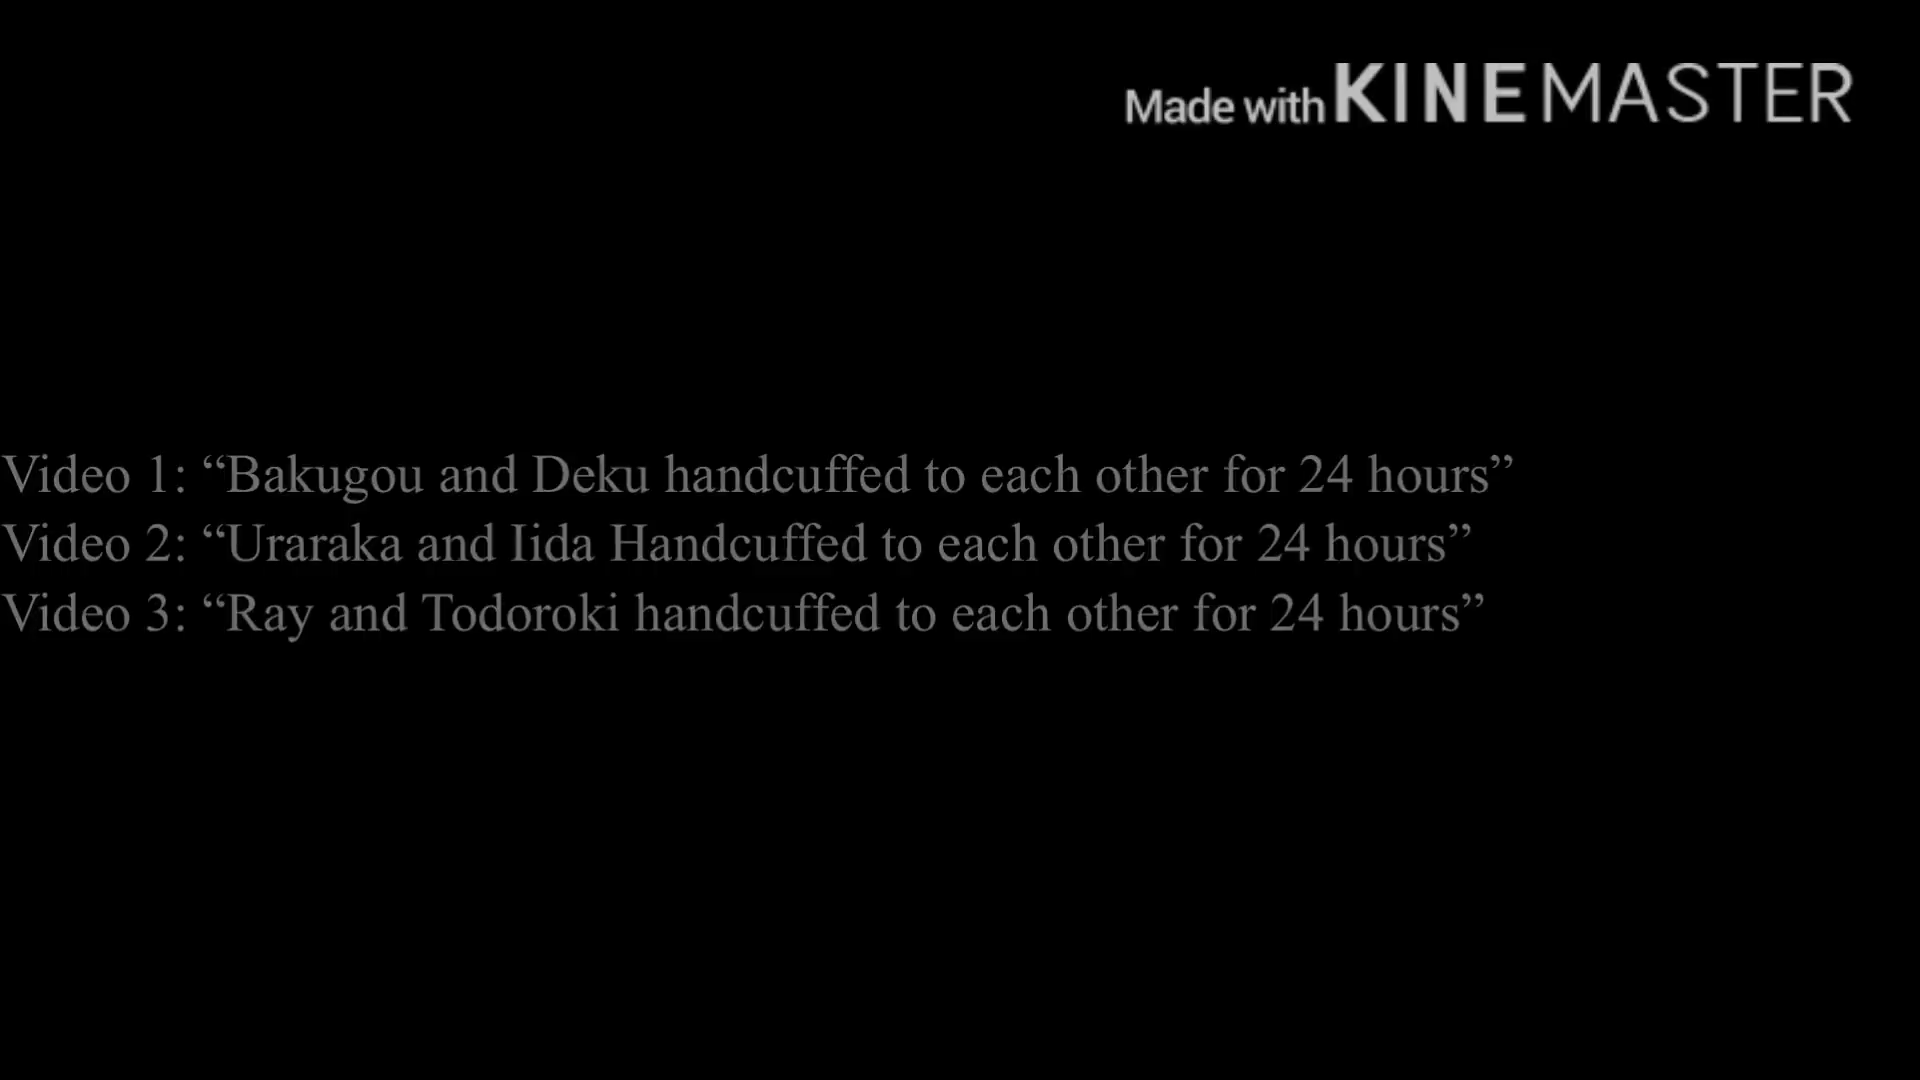 Made with KINEMASTER
Video 1: “Bakugou and Deku handcuffed to each other for 24 hours”
Video 2: “Uraraka and Iida Handcuffed to each other for 24 hours”
Video 3: “Ray and Todoroki handcuffed to each other for 24 hours”